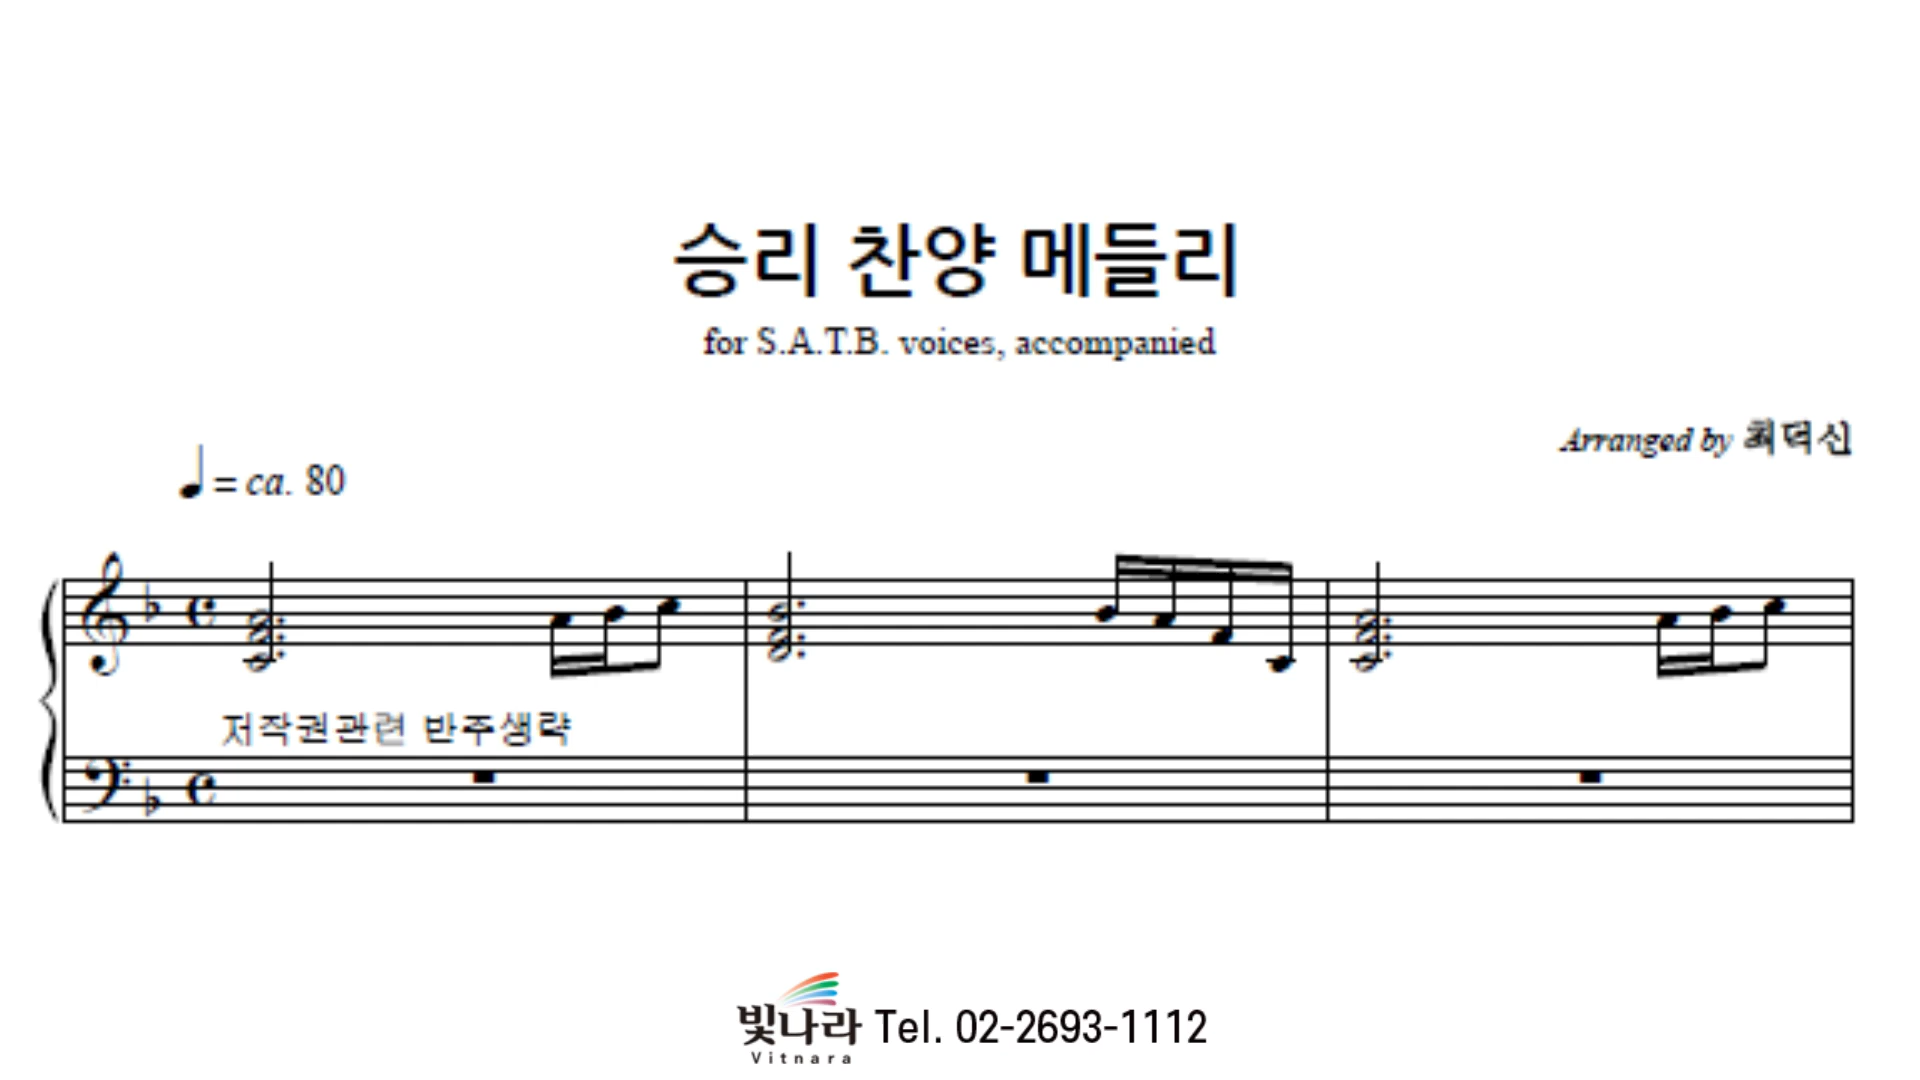 승리 찬양 메들리
for S.A.T.B. voices, accompanied
Arranged by 최덕신
♩ = ca. 80
저작권관련 반주생략
빛나라 Tel. 02-2693-1112
Vitnara